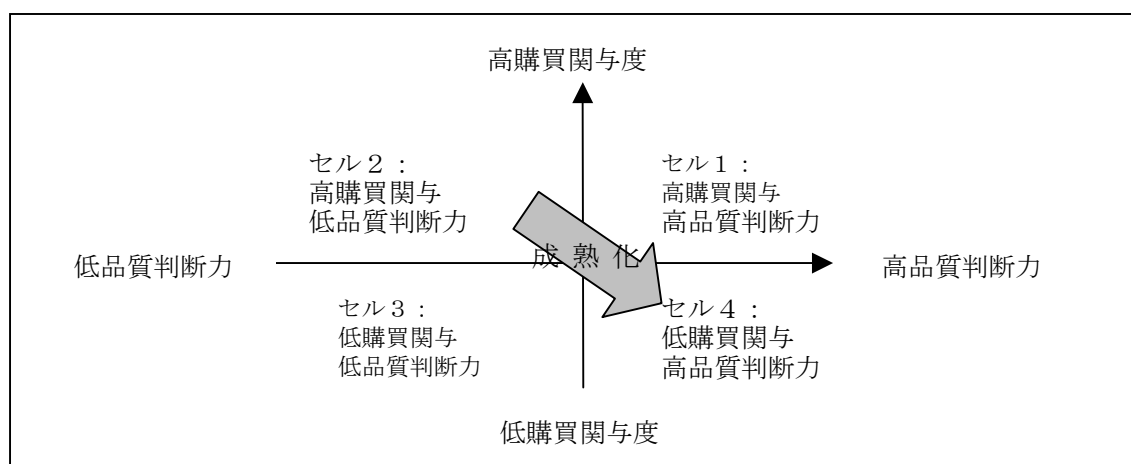 高購買関与度
セル２：
高購買関与
低品質判断力
セル１：
高購買関与
高品質判断力
成 熟 化
低品質判断力
高品質判断力
セル３：
低購買関与
低品質判断力
セル４：
低購買関与
高品質判断力
低購買関与度